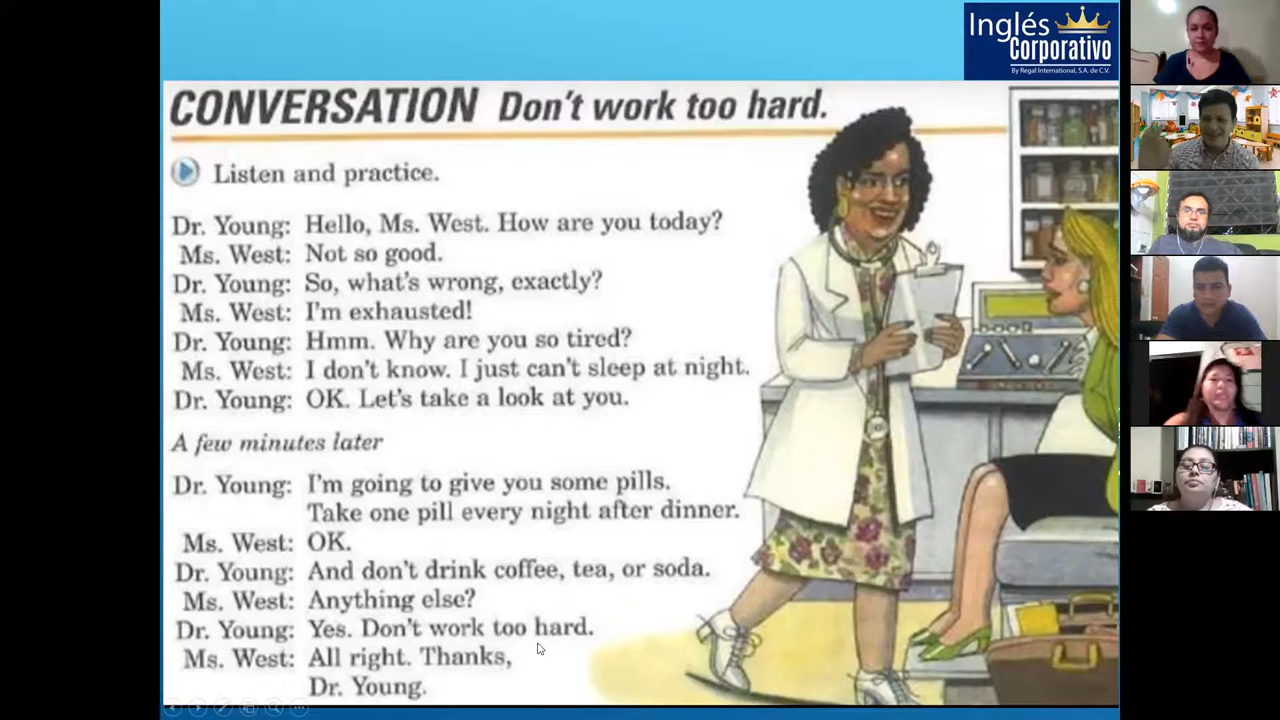 Inglés
Corporativo
By Regal International, S.A. de C.V.
CONVERSATION Don't work too hard.
Listen and practice.
Dr. Young: Hello, Ms. West. How are you today?
Ms. West: Not so good.
Dr. Young: So, what's wrong, exactly?
Ms. West: I'm exhausted!
Dr. Young: Hmm. Why are you so tired?
Ms. West: I don't know. I just can't sleep at night.
Dr. Young: OK. Let's take a look at you.
A few minutes later
Dr. Young: I'm going to give you some pills.
Take one pill every night after dinner.
Ms. West: OK.
Dr. Young: And don't drink coffee, tea, or soda.
Ms. West: Anything else?
Dr. Young: Yes. Don't work too hard.
Ms. West: All right. Thanks,
Dr. Young.